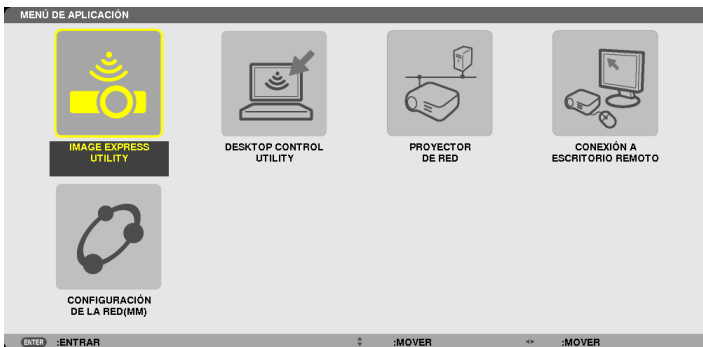 MENÚ DE APLICACIÓN
IMAGE EXPRESS
UTILITY
DESKTOP CONTROL
UTILITY
PROYECTOR
DE RED
CONEXIÓN A
ESCRITORIO REMOTO
CONFIGURACIÓN
DE LA RED(MM)
ENTER :ENTRAR :MOVER :MOVER